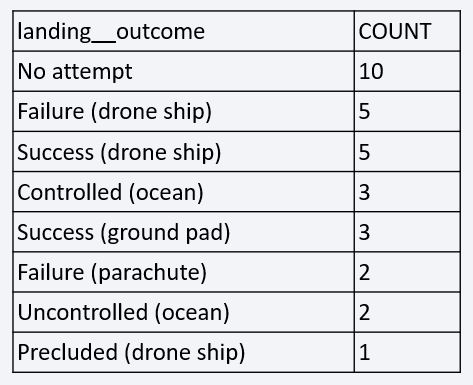 landing__outcome COUNT
No attempt 10
Failure (drone ship) 5
Success (drone ship) 5
Controlled (ocean) 3
Success (ground pad) 3
Failure (parachute) 2
Uncontrolled (ocean) 2
Precluded (drone ship) 1